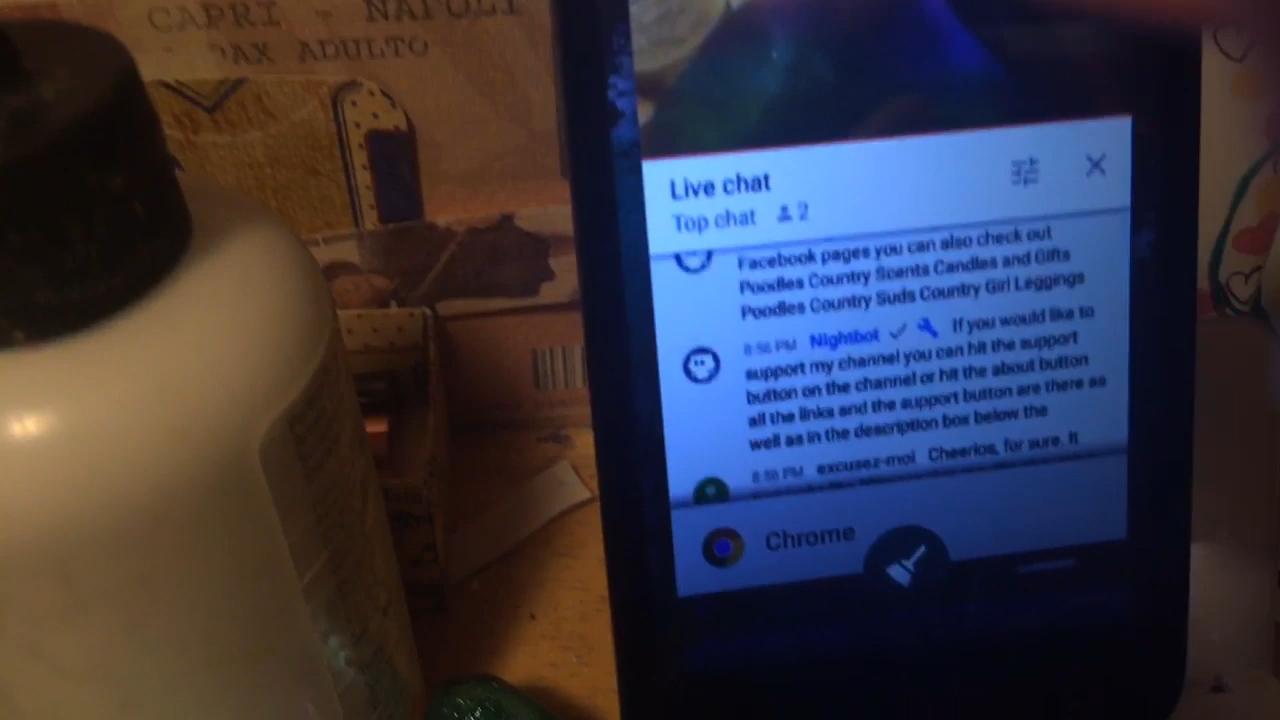 CAPRI - NAPOLI
PAX ADULTO
Live chat
Top chat 2
Facebook pages you can also check out
Poodles Country Scents Candles and Gifts
Poodles Country Suds Country Girl Leggings
8:56 PM Nightbot If you would like to
support my channel you can hit the support
button on the channel or hit the about button
all the links and the support button are there as
well as in the description box below the
8:56 PM excusez-moi Cheerios, for sure. It
Chrome